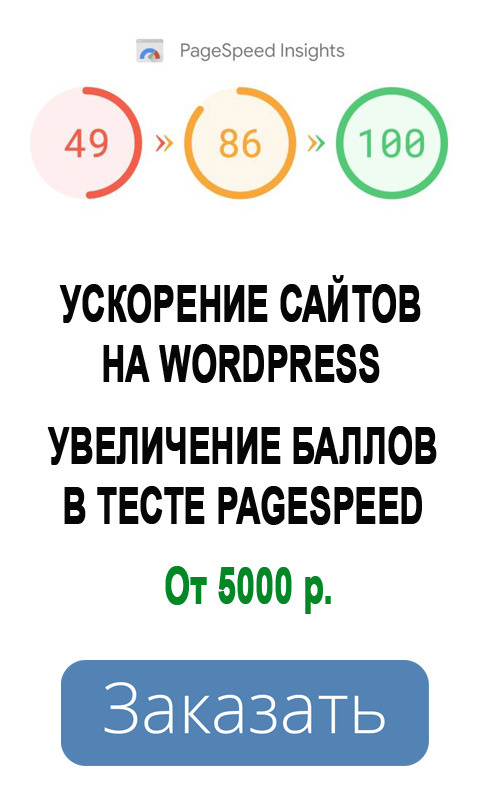 PageSpeed Insights
49 » 86 » 100
УСКОРЕНИЕ САЙТОВ
НА WORDPRESS
УВЕЛИЧЕНИЕ БАЛЛОВ
В ТЕСТЕ PAGESPEED
От 5000 р.
Заказать